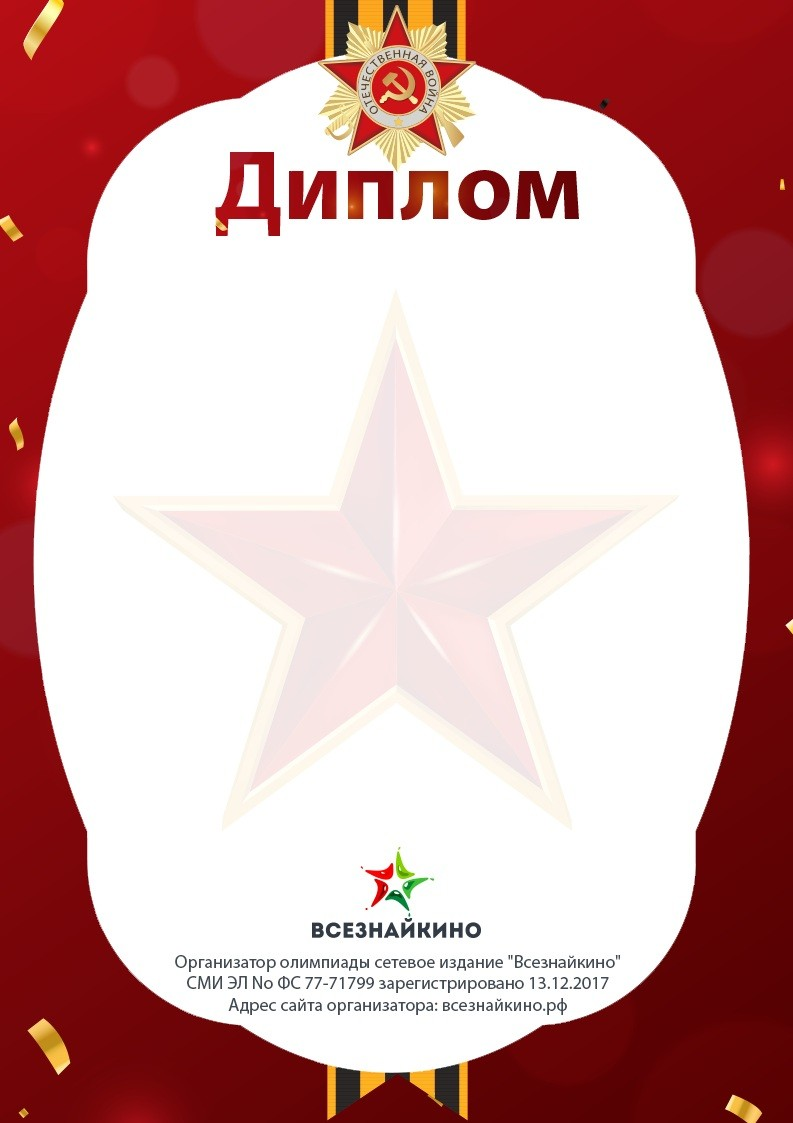 ОТЕЧЕСТВЕННАЯ ВОЙНА
Диплом
ВСЕЗНАЙКИНО
Организатор олимпиады сетевое издание "Всезнайкино"
СМИ ЭЛ No ФС 77-71799 зарегистрировано 13.12.2017
Адрес сайта организатора: всезнайкино.рф